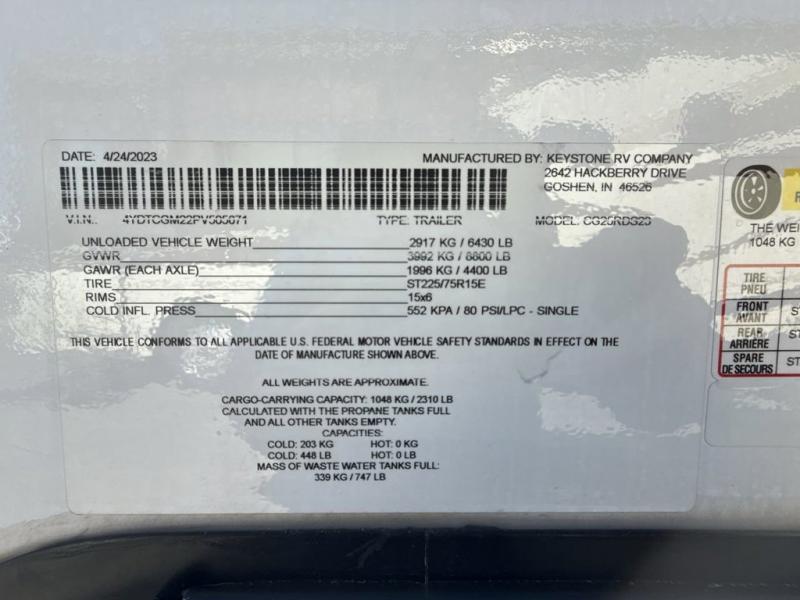 DATE: 4/24/2023
MANUFACTURED BY: KEYSTONE RV COMPANY
2642 HACKBERRY DRIVE
GOSHEN, IN 46526
V.I.N.: TYPE: TRAILER MODEL:
UNLOADED VEHICLE WEIGHT 2917 KG / 6430 LB
GVWR 3992 KG / 8800 LB
GAWR (EACH AXLE) 1996 KG / 4400 LB
TIRE ST225/75R15E
RIMS 15x6
COLD INFL. PRESS 552 KPA / 80 PSI/LPC - SINGLE
THIS VEHICLE CONFORMS TO ALL APPLICABLE U.S. FEDERAL MOTOR VEHICLE SAFETY STANDARDS IN EFFECT ON THE
DATE OF MANUFACTURE SHOWN ABOVE.
ALL WEIGHTS ARE APPROXIMATE.
CARGO-CARRYING CAPACITY: 1048 KG / 2310 LB
CALCULATED WITH THE PROPANE TANKS FULL
AND ALL OTHER TANKS EMPTY.
CAPACITIES:
COLD: 203 KG HOT: 0 KG
COLD: 448 LB HOT: 0 LB
MASS OF WASTE WATER TANKS FULL:
339 KG / 747 LB
THE WEI
1048 KG
TIRE
PNEU
FRONT
AVANT
ST
REAR
ARRIÈRE
ST
SPARE
DE SECOURS
ST